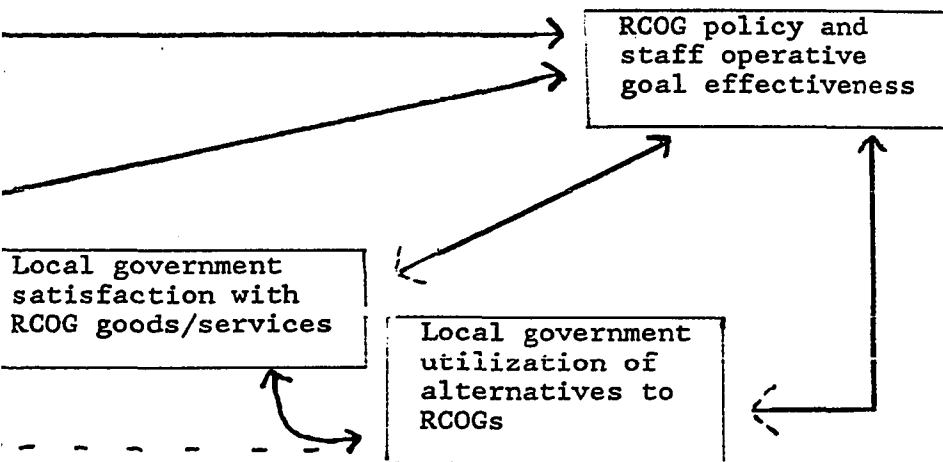 RCOG policy and
staff operative
goal effectiveness
Local government
satisfaction with
RCOG goods/services
Local government
utilization of
alternatives to
RCOGs